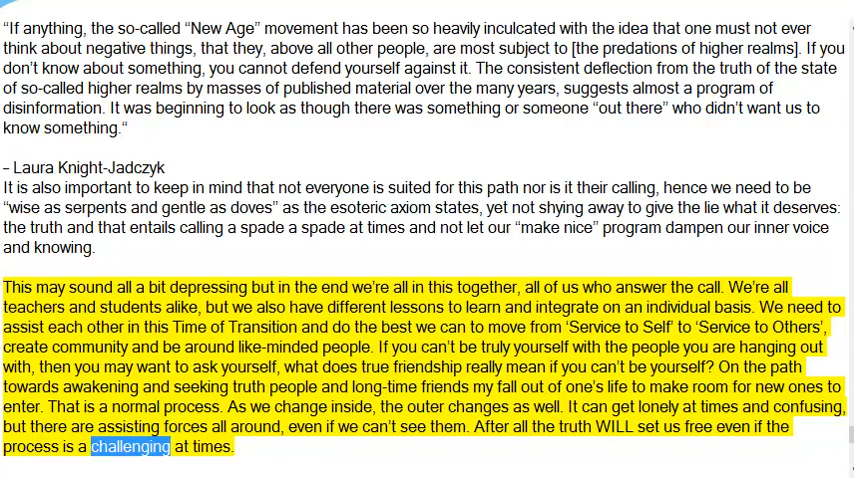 “If anything, the so-called “New Age” movement has been so heavily inculcated with the idea that one must not ever
think about negative things, that they, above all other people, are most subject to [the predations of higher realms]. If you
don’t know about something, you cannot defend yourself against it. The consistent deflection from the truth of the state
of so-called higher realms by masses of published material over the many years, suggests almost a program of
disinformation. It was beginning to look as though there was something or someone “out there” who didn’t want us to
know something.“
– Laura Knight-Jadczyk
It is also important to keep in mind that not everyone is suited for this path nor is it their calling, hence we need to be
“wise as serpents and gentle as doves” as the esoteric axiom states, yet not shying away to give the lie what it deserves:
the truth and that entails calling a spade a spade at times and not let our “make nice” program dampen our inner voice
and knowing.
This may sound all a bit depressing but in the end we’re all in this together, all of us who answer the call. We’re all
teachers and students alike, but we also have different lessons to learn and integrate on an individual basis. We need to
assist each other in this Time of Transition and do the best we can to move from ‘Service to Self’ to ‘Service to Others’,
create community and be around like-minded people. If you can’t be truly yourself with the people you are hanging out
with, then you may want to ask yourself, what does true friendship really mean if you can’t be yourself? On the path
towards awakening and seeking truth people and long-time friends my fall out of one’s life to make room for new ones to
enter. That is a normal process. As we change inside, the outer changes as well. It can get lonely at times and confusing,
but there are assisting forces all around, even if we can’t see them. After all the truth WILL set us free even if the
process is a challenging at times.